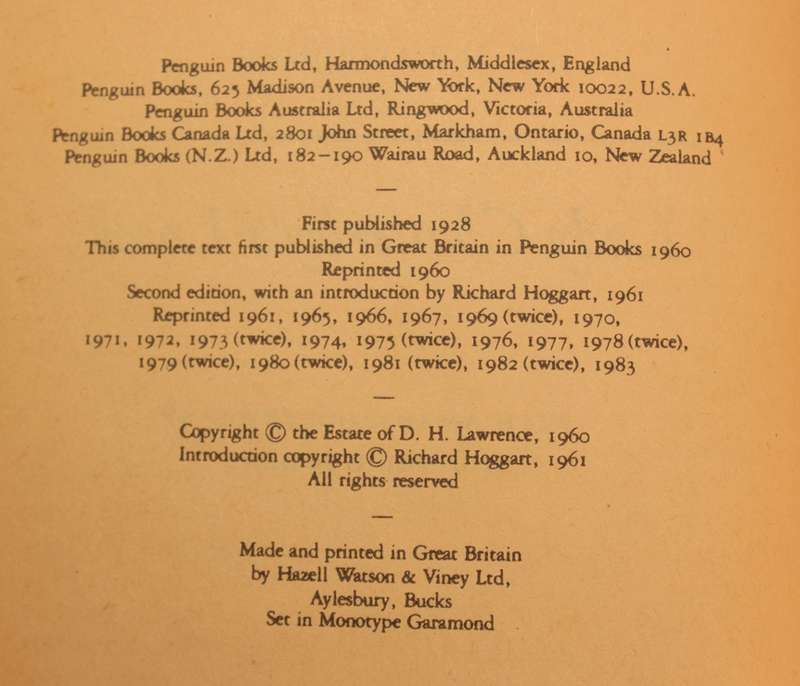 Penguin Books Ltd, Harmondsworth, Middlesex, England
Penguin Books, 625 Madison Avenue, New York, New York 10022, U.S.A.
Penguin Books Australia Ltd, Ringwood, Victoria, Australia
Penguin Books Canada Ltd, 2801 John Street, Markham, Ontario, Canada L3R 1B4
Penguin Books (N.Z.) Ltd, 182–190 Wairau Road, Auckland 10, New Zealand
—
First published 1928
This complete text first published in Great Britain in Penguin Books 1960
Reprinted 1960
Second edition, with an introduction by Richard Hoggart, 1961
Reprinted 1961, 1965, 1966, 1967, 1969 (twice), 1970,
1971, 1972, 1973 (twice), 1974, 1975 (twice), 1976, 1977, 1978 (twice),
1979 (twice), 1980 (twice), 1981 (twice), 1982 (twice), 1983
—
Copyright © the Estate of D. H. Lawrence, 1960
Introduction copyright © Richard Hoggart, 1961
All rights reserved
—
Made and printed in Great Britain
by Hazell Watson & Viney Ltd,
Aylesbury, Bucks
Set in Monotype Garamond